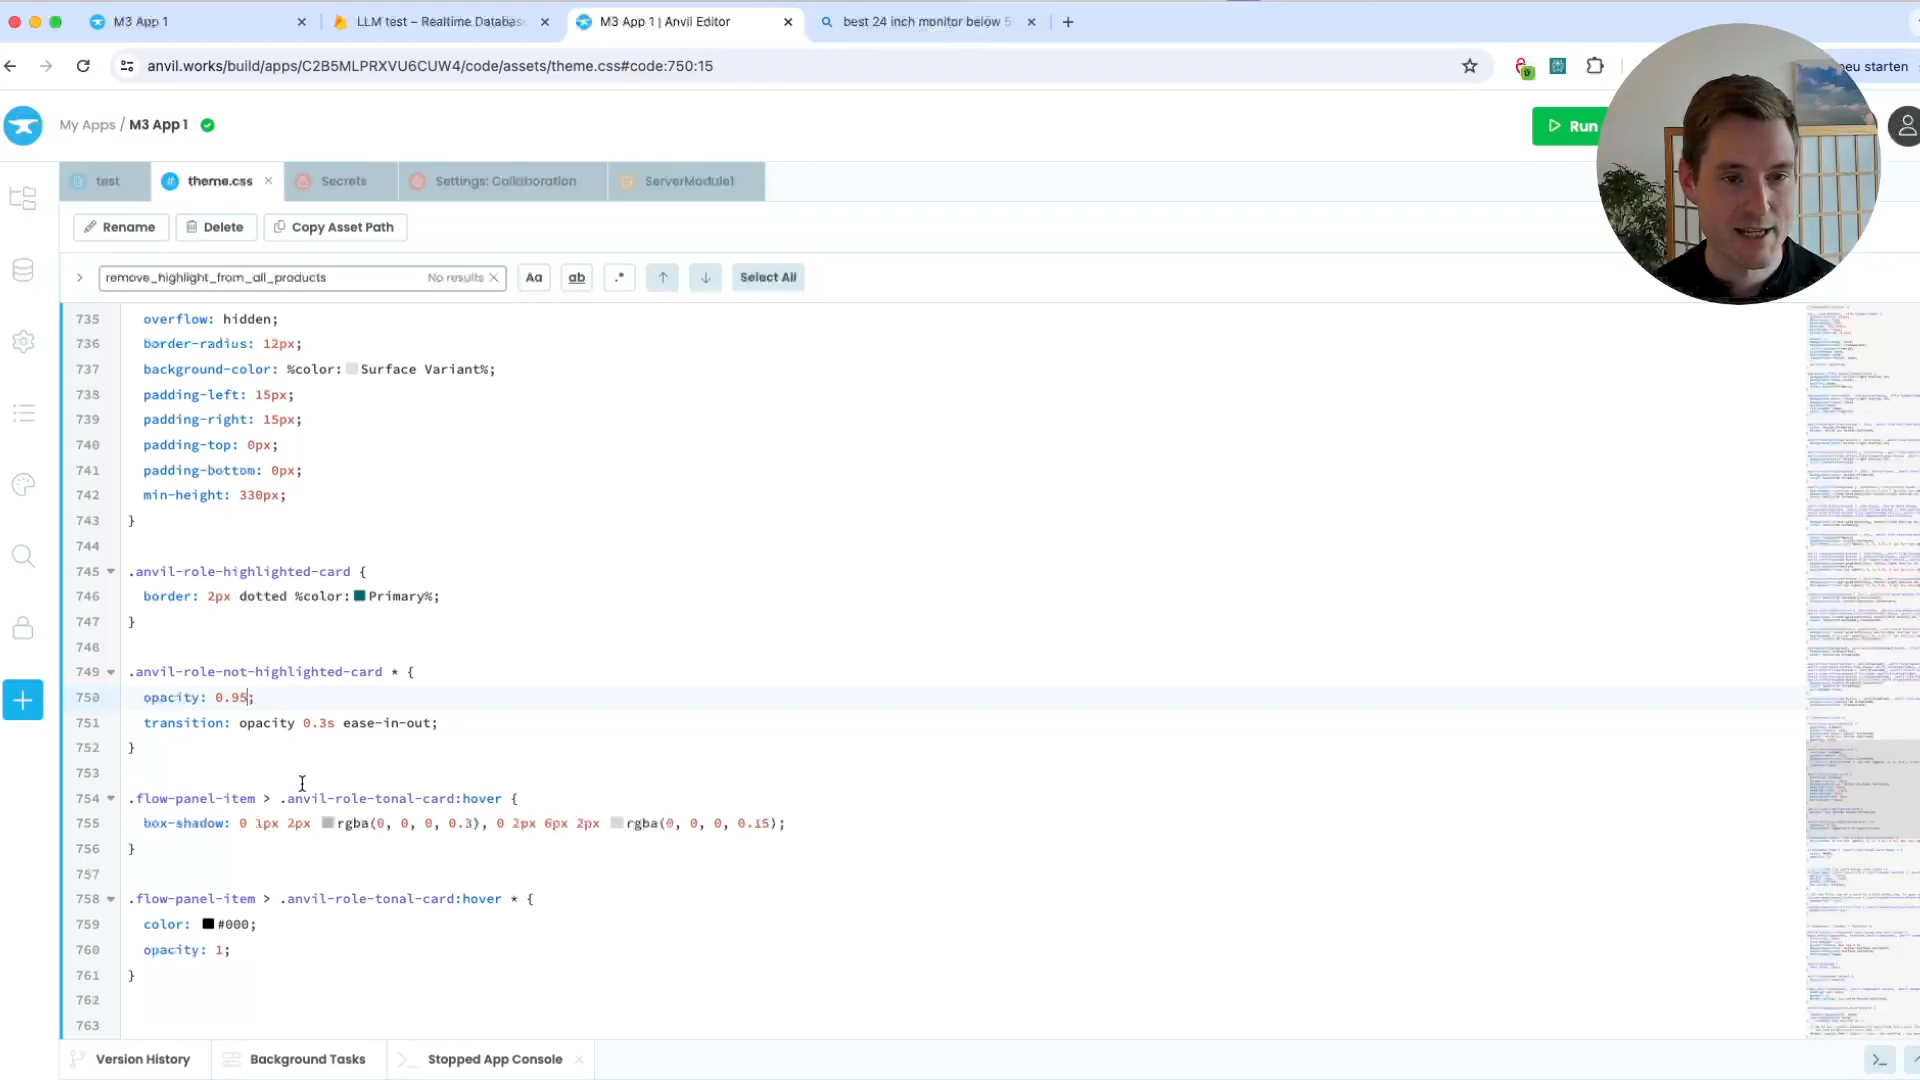 M3 App 1
LLM test – Realtime Databas
M3 App 1 | Anvil Editor
best 24 inch monitor below 5
anvil.works/build/apps/C2B5MLPRXVU6CUW4/code/assets/theme.css#code:750:15
neu starten
My Apps / M3 App 1
Run
test
theme.css
Secrets
Settings: Collaboration
ServerModule1
Rename
Delete
Copy Asset Path
remove_highlight_from_all_products
No results
Aa
ab
.*
Select All
735 overflow: hidden;
736 border-radius: 12px;
737 background-color: %color: Surface Variant%;
738 padding-left: 15px;
739 padding-right: 15px;
740 padding-top: 0px;
741 padding-bottom: 0px;
742 min-height: 330px;
743 }
744
745 .anvil-role-highlighted-card {
746 border: 2px dotted %color: Primary%;
747 }
748
749 .anvil-role-not-highlighted-card * {
750 opacity: 0.95;
751 transition: opacity 0.3s ease-in-out;
752 }
753
754 .flow-panel-item > .anvil-role-tonal-card:hover {
755 box-shadow: 0 1px 2px rgba(0, 0, 0, 0.3), 0 2px 6px 2px rgba(0, 0, 0, 0.15);
756 }
757
758 .flow-panel-item > .anvil-role-tonal-card:hover * {
759 color: #000;
760 opacity: 1;
761 }
762
763
Version History
Background Tasks
Stopped App Console